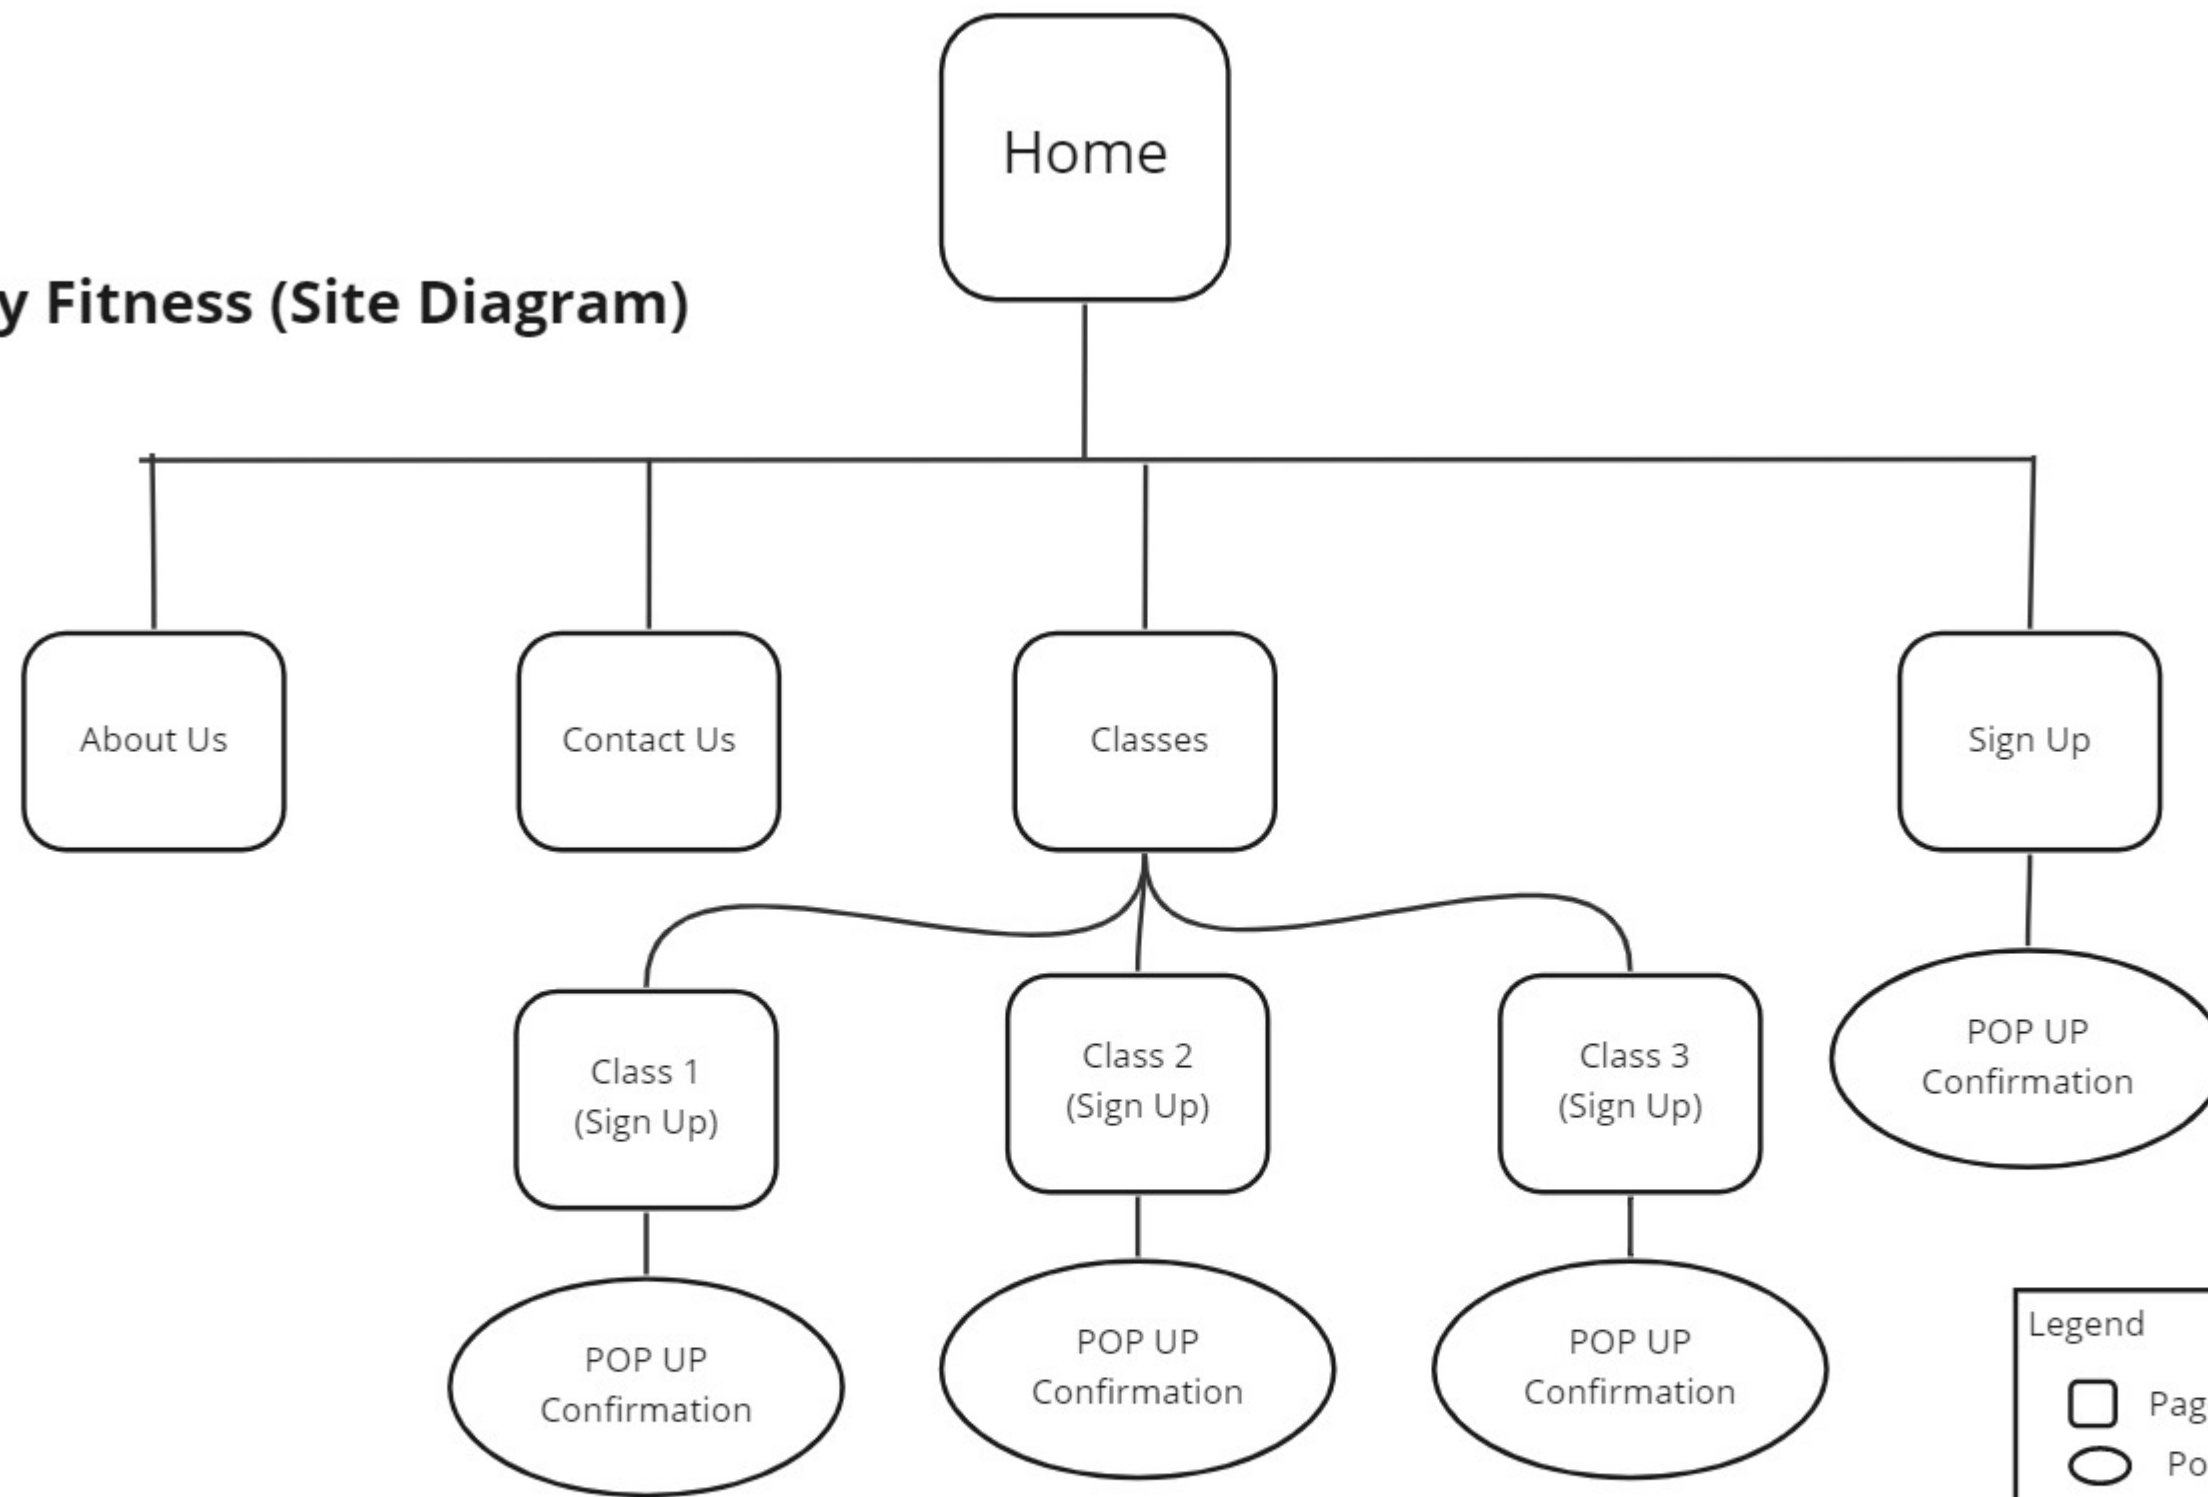 Home
y Fitness (Site Diagram)
About Us
Contact Us
Classes
Sign Up
Class 1
(Sign Up)
Class 2
(Sign Up)
Class 3
(Sign Up)
POP UP
Confirmation
POP UP
Confirmation
POP UP
Confirmation
POP UP
Confirmation
Legend
Pag
Po